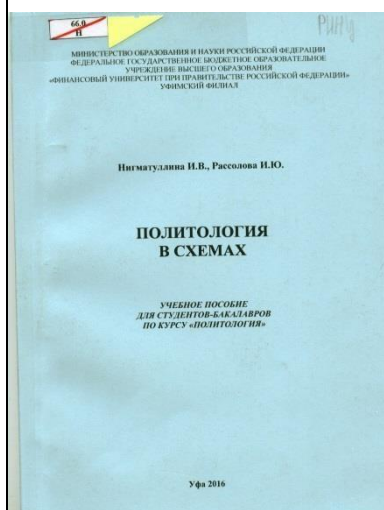 66.0
Н
РИНЦ
МИНИСТЕРСТВО ОБРАЗОВАНИЯ И НАУКИ РОССИЙСКОЙ ФЕДЕРАЦИИ
ФЕДЕРАЛЬНОЕ ГОСУДАРСТВЕННОЕ БЮДЖЕТНОЕ ОБРАЗОВАТЕЛЬНОЕ
УЧРЕЖДЕНИЕ ВЫСШЕГО ОБРАЗОВАНИЯ
«ФИНАНСОВЫЙ УНИВЕРСИТЕТ ПРИ ПРАВИТЕЛЬСТВЕ РОССИЙСКОЙ ФЕДЕРАЦИИ»
УФИМСКИЙ ФИЛИАЛ
Нигматуллина И.В., Рассолова И.Ю.
ПОЛИТОЛОГИЯ
В СХЕМАХ
УЧЕБНОЕ ПОСОБИЕ
ДЛЯ СТУДЕНТОВ-БАКАЛАВРОВ
ПО КУРСУ «ПОЛИТОЛОГИЯ»
Уфа 2016